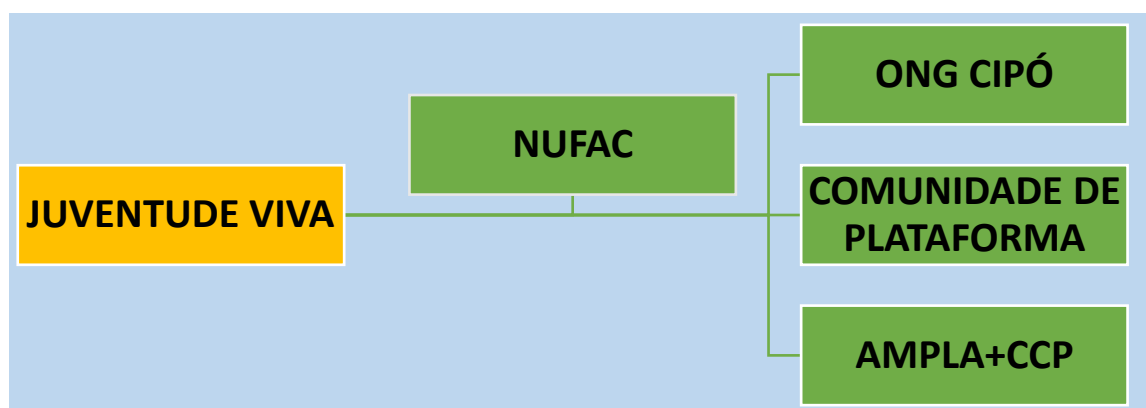 JUVENTUDE VIVA
NUFAC
ONG CIPÓ
COMUNIDADE DE
PLATAFORMA
AMPLA+CCP